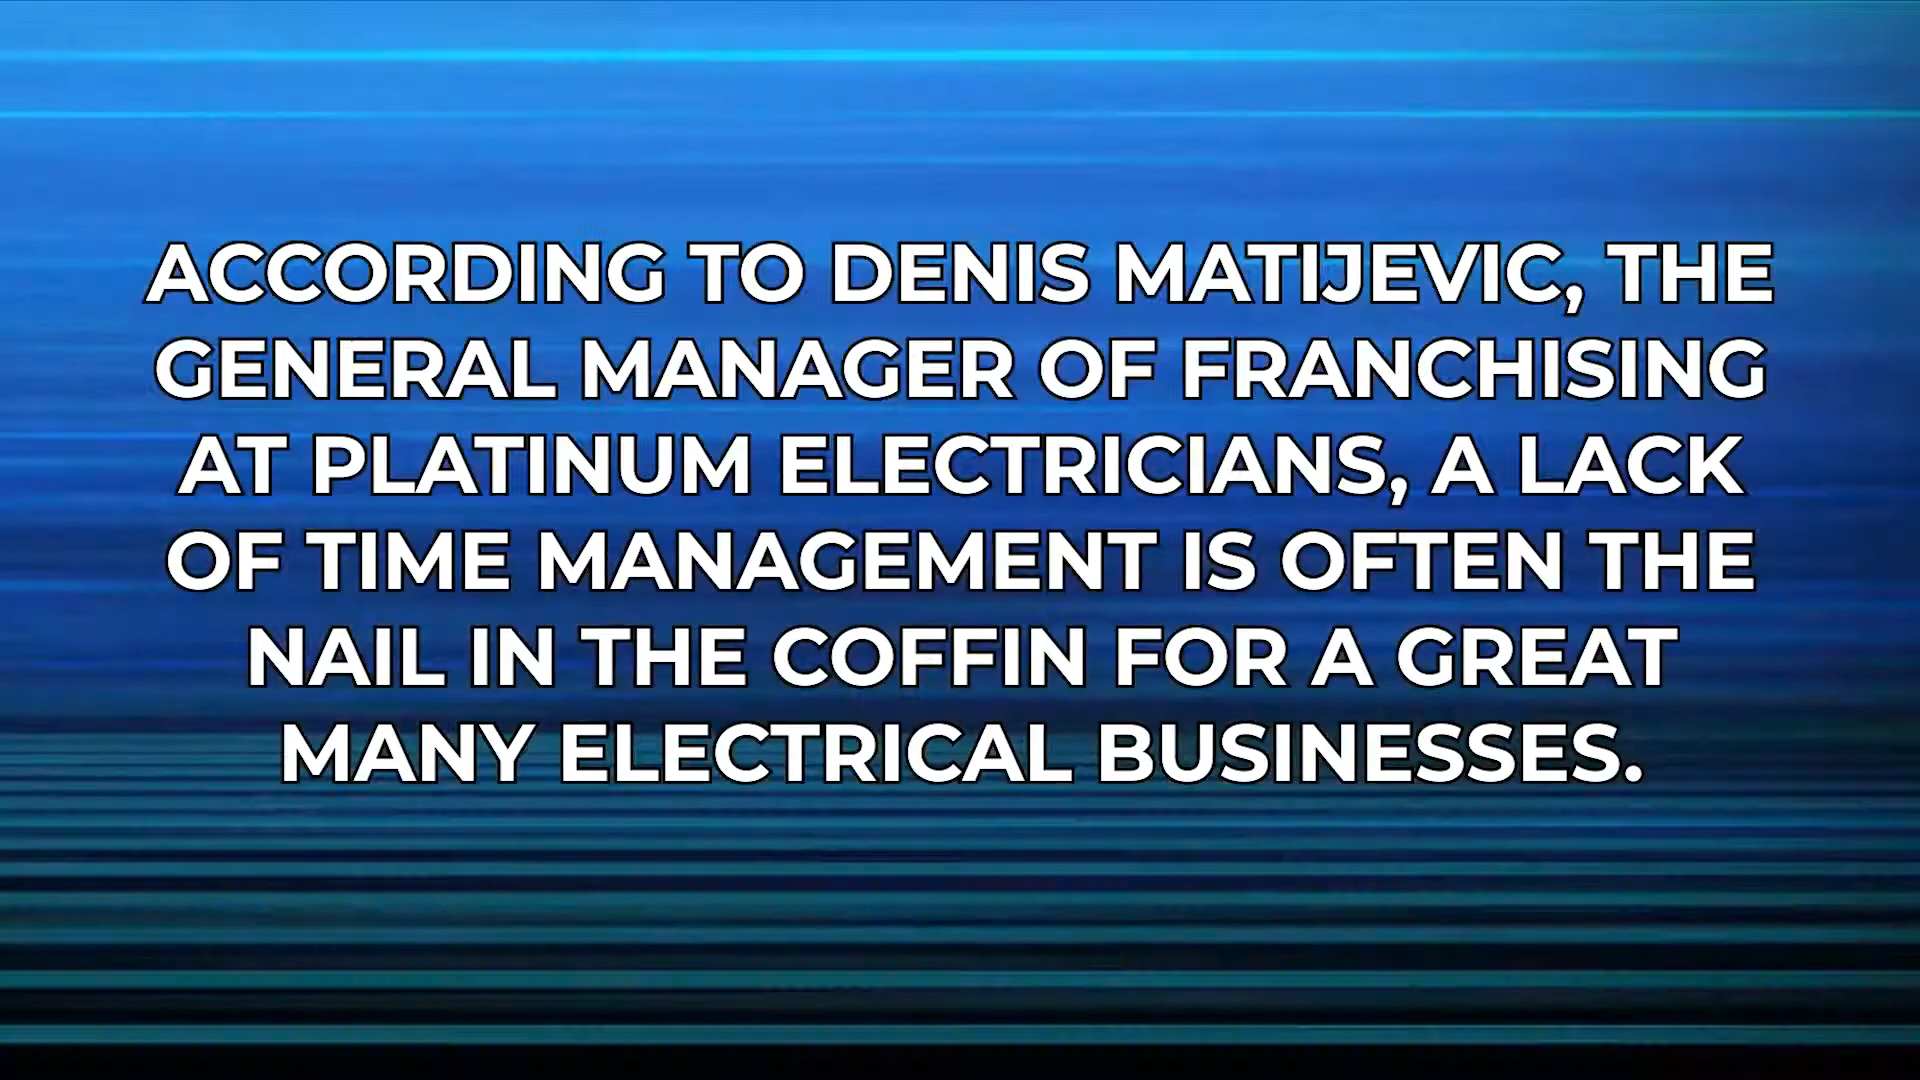 ACCORDING TO DENIS MATIJEVIC, THE
GENERAL MANAGER OF FRANCHISING
AT PLATINUM ELECTRICIANS, A LACK
OF TIME MANAGEMENT IS OFTEN THE
NAIL IN THE COFFIN FOR A GREAT
MANY ELECTRICAL BUSINESSES.